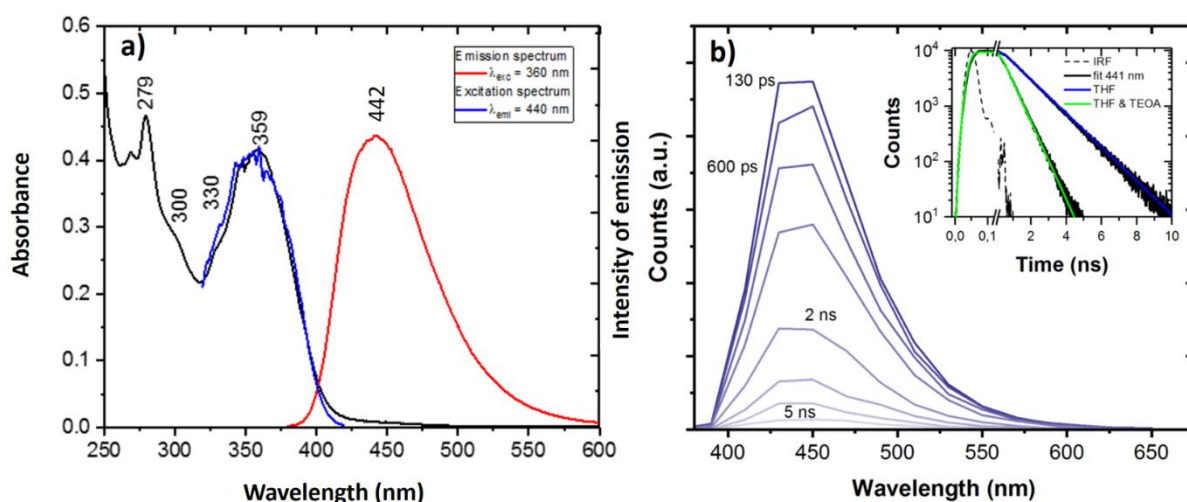 a)
Emission spectrum
λexc = 360 nm
Excitation spectrum
λemi = 440 nm
279
300
330
359
442
0.6
0.5
0.4
0.3
0.2
0.1
0.0
Absorbance
Intensity of emission
250 300 350 400 450 500 550 600
Wavelength (nm)
b)
130 ps
600 ps
2 ns
5 ns
Counts (a.u.)
400 450 500 550 600 650
Wavelength (nm)
IRF
fit 441 nm
THF
THF & TEOA
10⁴
10³
10²
10¹
Counts
0,0 0,1 2 4 6 8 10
Time (ns)